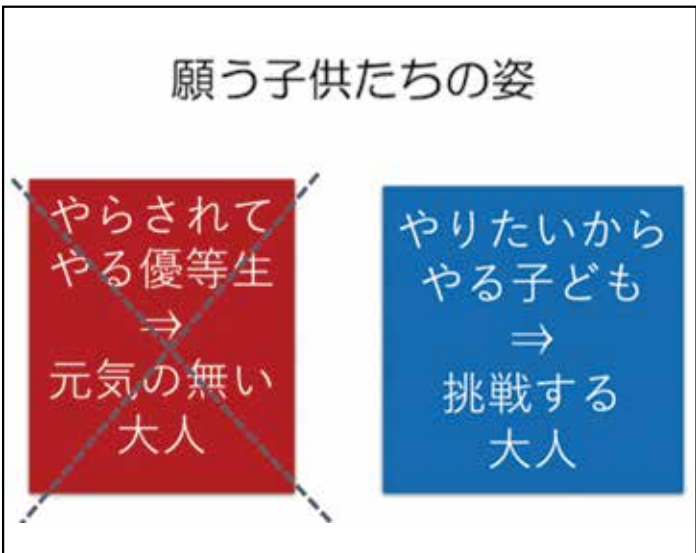 願う子供たちの姿
やらされて
やる優等生
⇒
元気の無い
大人
やりたいから
やる子ども
⇒
挑戦する
大人